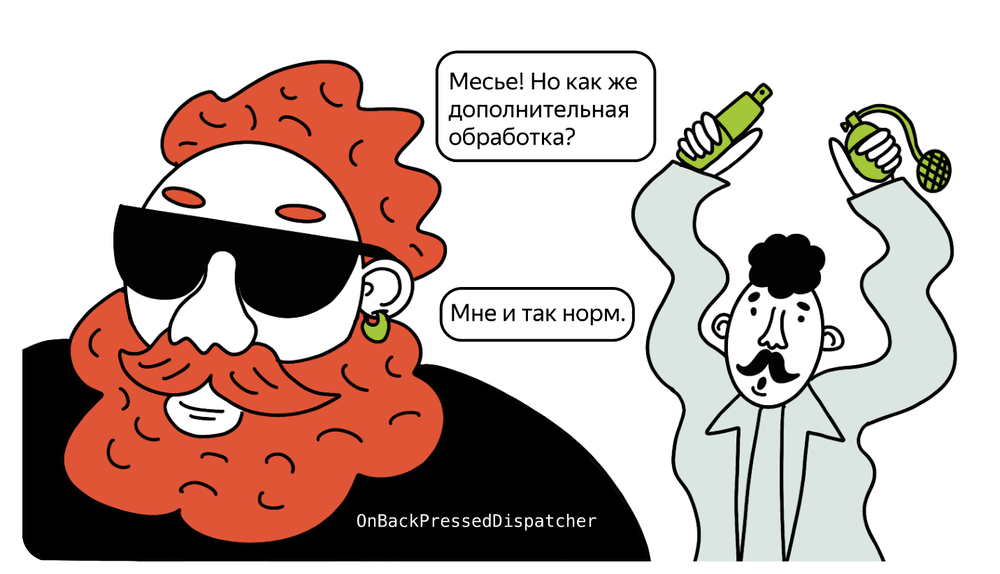 Месье! Но как же
дополнительная
обработка?
Мне и так норм.
OnBackPressedDispatcher